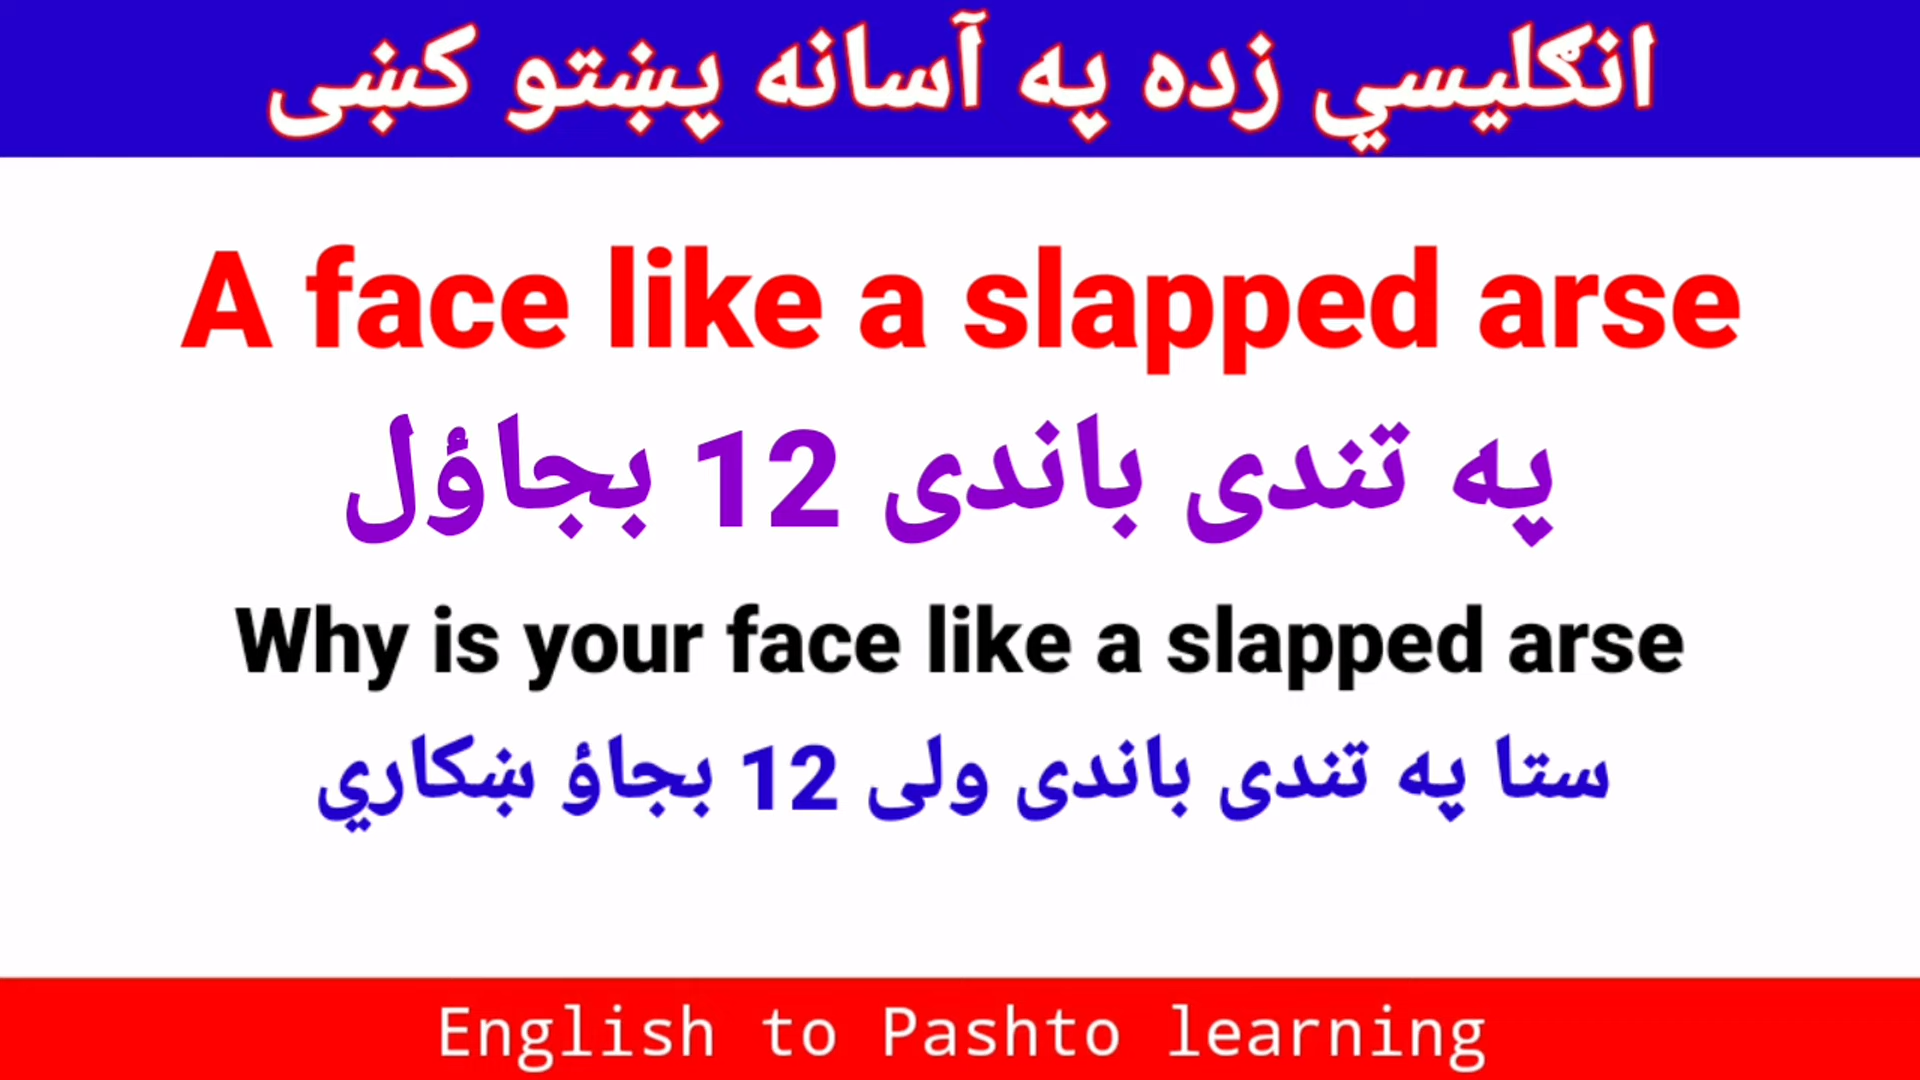 انګلیسي زده په آسانه پښتو کښی
A face like a slapped arse
په تندی باندی 12 بجاؤل
Why is your face like a slapped arse
ستا په تندی باندی ولی 12 بجاؤ ښکاري
English to Pashto learning